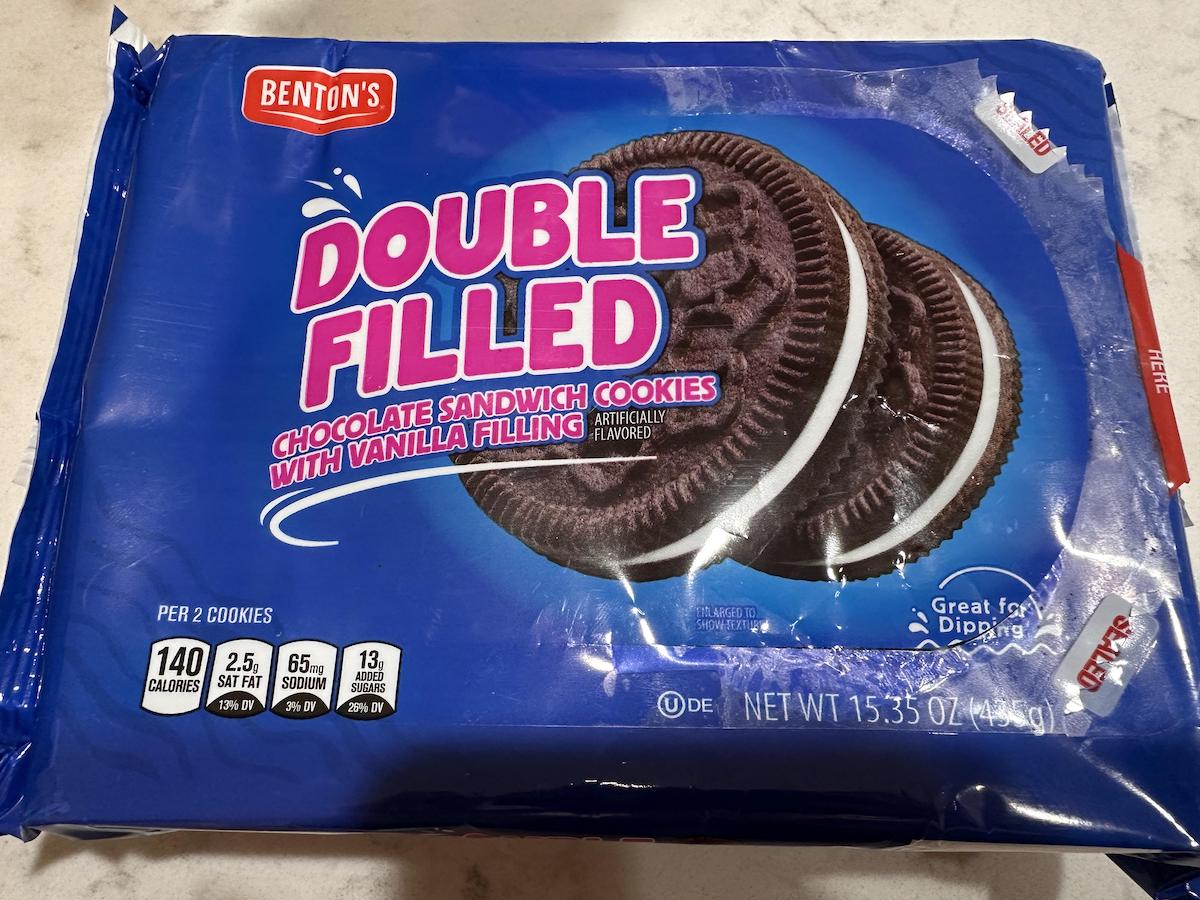 BENTON'S
SEALED
DOUBLE
FILLED
CHOCOLATE SANDWICH COOKIES
WITH VANILLA FILLING
ARTIFICIALLY
FLAVORED
HERE
PER 2 COOKIES
140
CALORIES
2.5g
SAT FAT
13% DV
65mg
SODIUM
3% DV
13g
ADDED
SUGARS
26% DV
ENLARGED TO
SHOW TEXTURE
Great for
Dipping
SEALED
U DE
NET WT 15.35 OZ (435g)